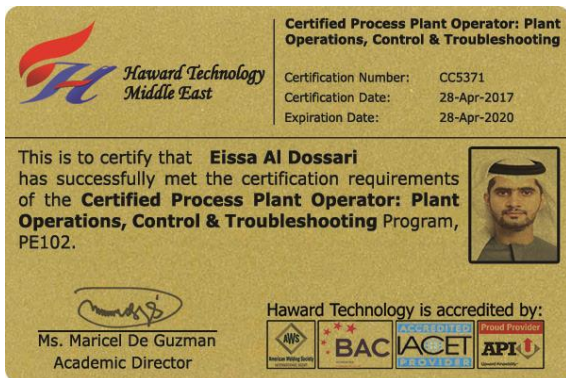 Haward Technology
Middle East
Certified Process Plant Operator: Plant
Operations, Control & Troubleshooting
Certification Number: CC5371
Certification Date: 28-Apr-2017
Expiration Date: 28-Apr-2020
This is to certify that Eissa Al Dossari
has successfully met the certification requirements
of the Certified Process Plant Operator: Plant
Operations, Control & Troubleshooting Program,
PE102.
Ms. Maricel De Guzman
Academic Director
Haward Technology is accredited by:
AWS
American Welding Society
BAC
ACCREDITED
IACET
PROVIDER
Proud Provider
API